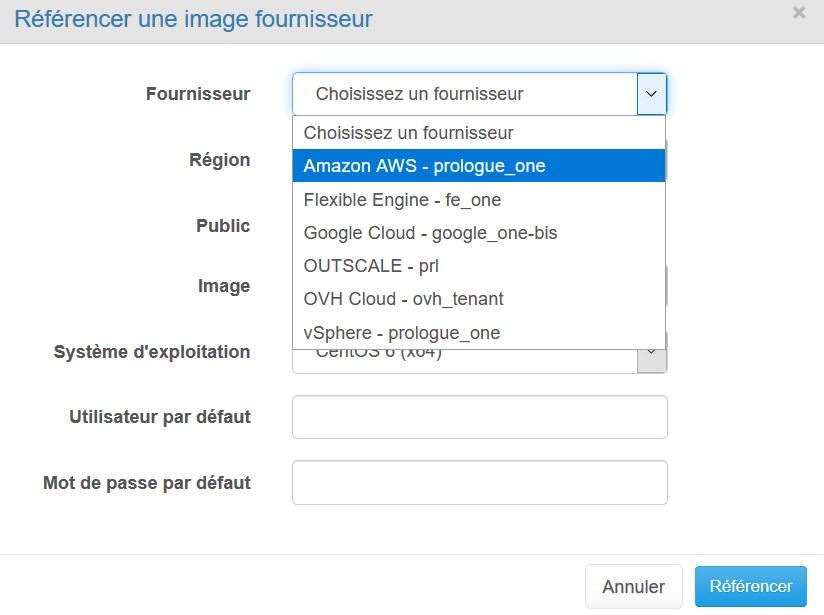 Référencer une image fournisseur
×
Fournisseur
Choisissez un fournisseur
Choisissez un fournisseur
Région
Amazon AWS - prologue_one
Flexible Engine - fe_one
Public
Google Cloud - google_one-bis
OUTSCALE - prl
Image
OVH Cloud - ovh_tenant
vSphere - prologue_one
Système d'exploitation
CentOS 6 (x64)
Utilisateur par défaut
Mot de passe par défaut
Annuler
Référencer